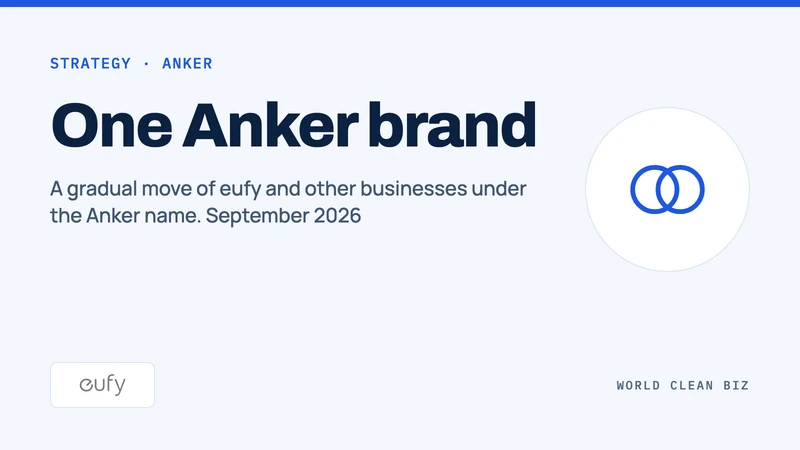 STRATEGY · ANKER
One Anker brand
A gradual move of eufy and other businesses under
the Anker name. September 2026
eufy
WORLD CLEAN BIZ